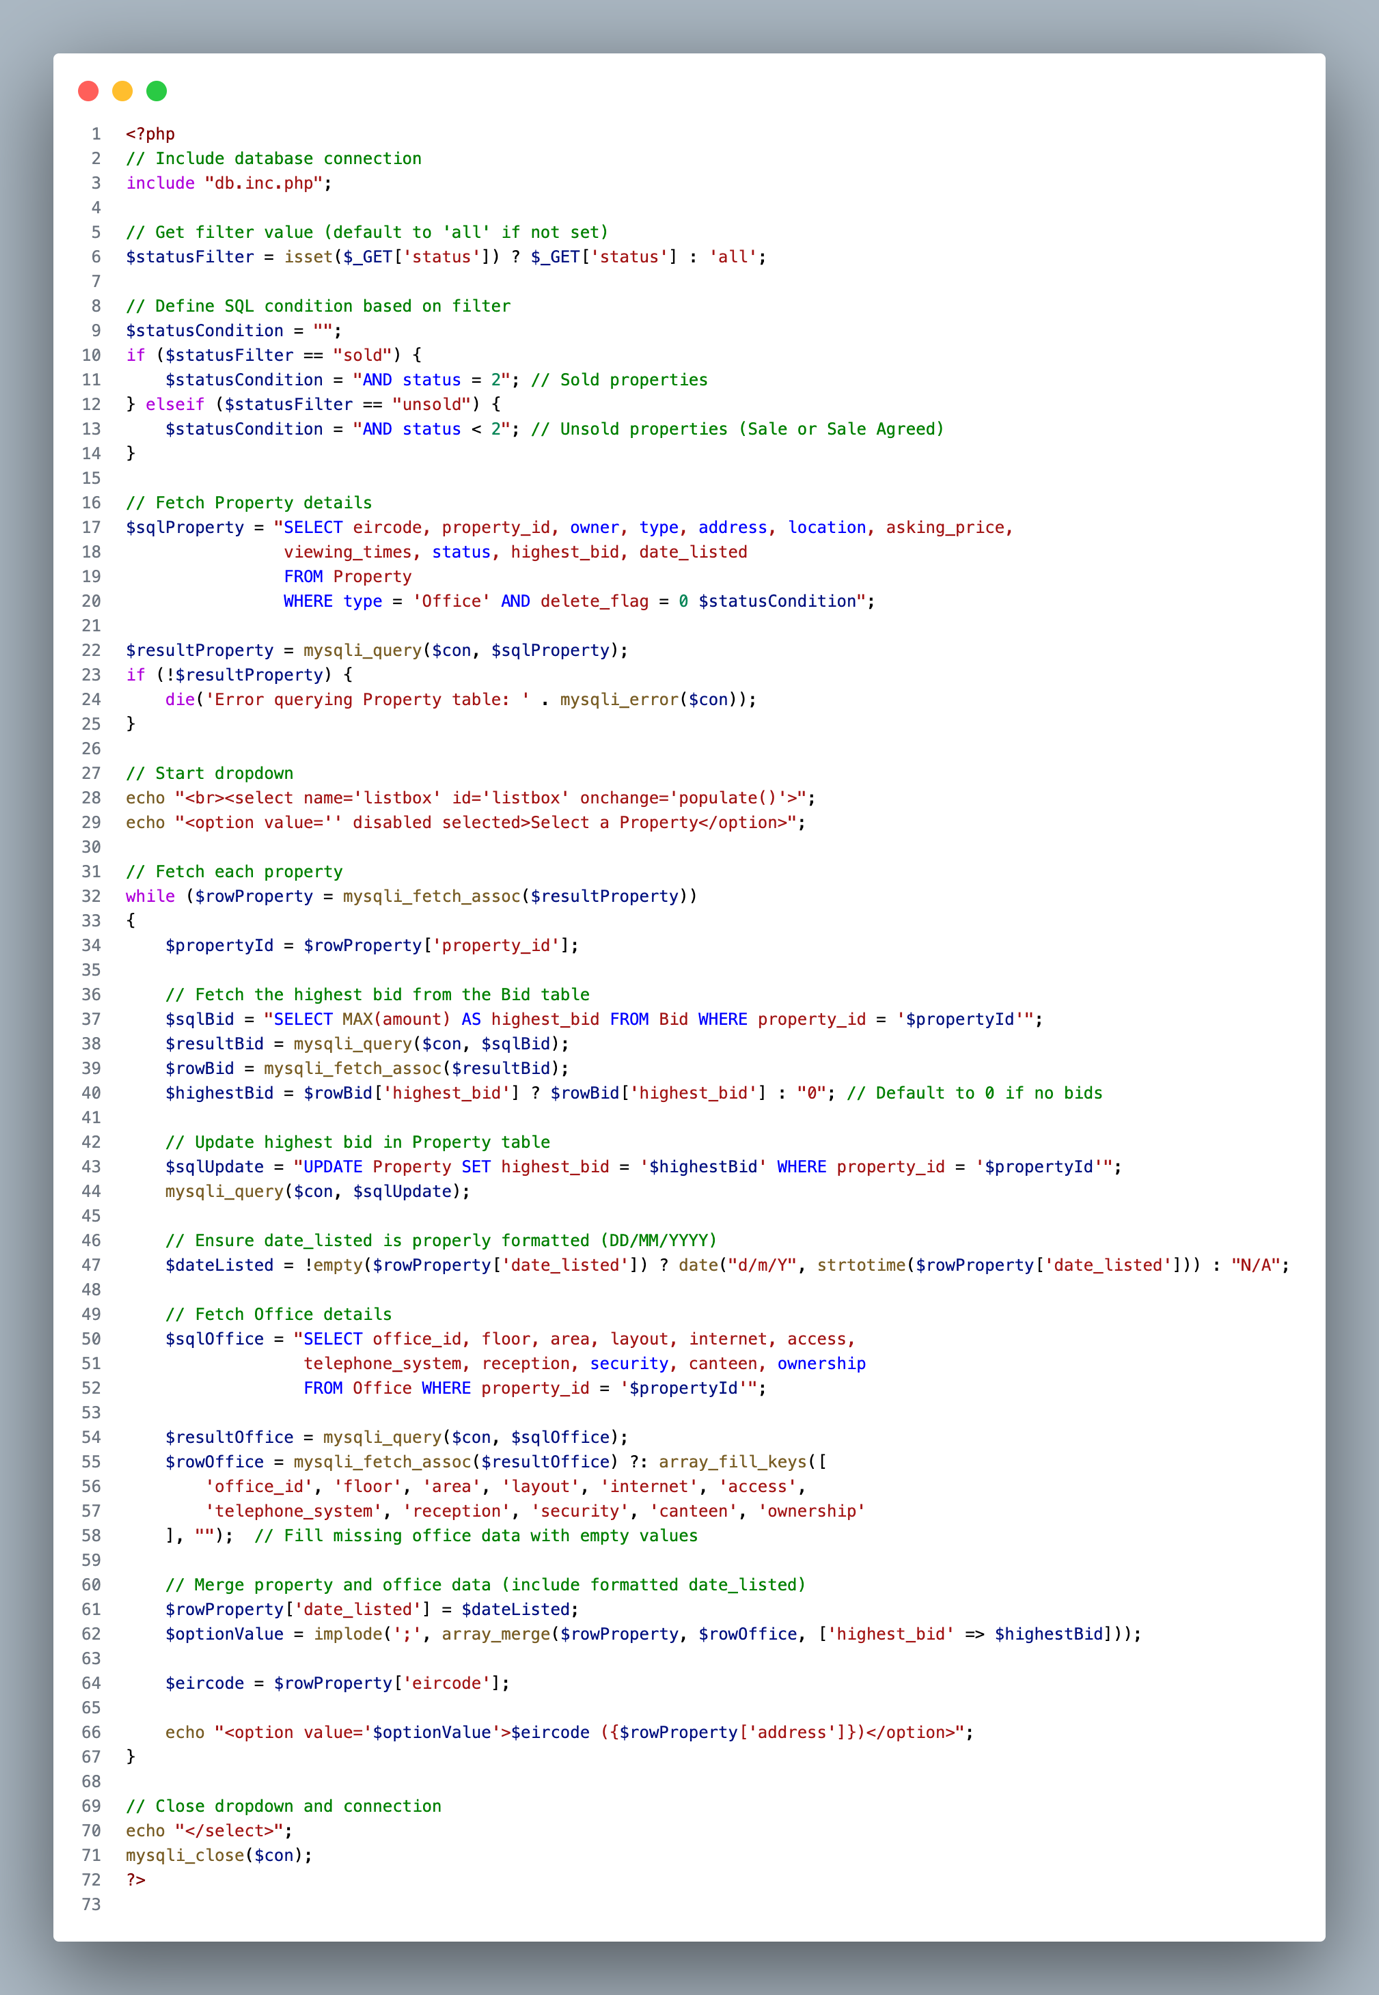 1 <?php
2 // Include database connection
3 include "db.inc.php";
4
5 // Get filter value (default to 'all' if not set)
6 $statusFilter = isset($_GET['status']) ? $_GET['status'] : 'all';
7
8 // Define SQL condition based on filter
9 $statusCondition = "";
10 if ($statusFilter == "sold") {
11     $statusCondition = "AND status = 2"; // Sold properties
12 } elseif ($statusFilter == "unsold") {
13     $statusCondition = "AND status < 2"; // Unsold properties (Sale or Sale Agreed)
14 }
15
16 // Fetch Property details
17 $sqlProperty = "SELECT eircode, property_id, owner, type, address, location, asking_price,
18                 viewing_times, status, highest_bid, date_listed
19                 FROM Property
20                 WHERE type = 'Office' AND delete_flag = 0 $statusCondition";
21
22 $resultProperty = mysqli_query($con, $sqlProperty);
23 if (!$resultProperty) {
24     die('Error querying Property table: ' . mysqli_error($con));
25 }
26
27 // Start dropdown
28 echo "<br><select name='listbox' id='listbox' onchange='populate()'>";
29 echo "<option value='' disabled selected>Select a Property</option>";
30
31 // Fetch each property
32 while ($rowProperty = mysqli_fetch_assoc($resultProperty))
33 {
34     $propertyId = $rowProperty['property_id'];
35
36     // Fetch the highest bid from the Bid table
37     $sqlBid = "SELECT MAX(amount) AS highest_bid FROM Bid WHERE property_id = '$propertyId'";
38     $resultBid = mysqli_query($con, $sqlBid);
39     $rowBid = mysqli_fetch_assoc($resultBid);
40     $highestBid = $rowBid['highest_bid'] ? $rowBid['highest_bid'] : "0"; // Default to 0 if no bids
41
42     // Update highest bid in Property table
43     $sqlUpdate = "UPDATE Property SET highest_bid = '$highestBid' WHERE property_id = '$propertyId'";
44     mysqli_query($con, $sqlUpdate);
45
46     // Ensure date_listed is properly formatted (DD/MM/YYYY)
47     $dateListed = !empty($rowProperty['date_listed']) ? date("d/m/Y", strtotime($rowProperty['date_listed'])) : "N/A";
48
49     // Fetch Office details
50     $sqlOffice = "SELECT office_id, floor, area, layout, internet, access,
51                   telephone_system, reception, security, canteen, ownership
52                   FROM Office WHERE property_id = '$propertyId'";
53
54     $resultOffice = mysqli_query($con, $sqlOffice);
55     $rowOffice = mysqli_fetch_assoc($resultOffice) ?: array_fill_keys([
56         'office_id', 'floor', 'area', 'layout', 'internet', 'access',
57         'telephone_system', 'reception', 'security', 'canteen', 'ownership'
58     ], "");  // Fill missing office data with empty values
59
60     // Merge property and office data (include formatted date_listed)
61     $rowProperty['date_listed'] = $dateListed;
62     $optionValue = implode(';', array_merge($rowProperty, $rowOffice, ['highest_bid' => $highestBid]));
63
64     $eircode = $rowProperty['eircode'];
65
66     echo "<option value='$optionValue'>$eircode ({$rowProperty['address']})</option>";
67 }
68
69 // Close dropdown and connection
70 echo "</select>";
71 mysqli_close($con);
72 ?>
73